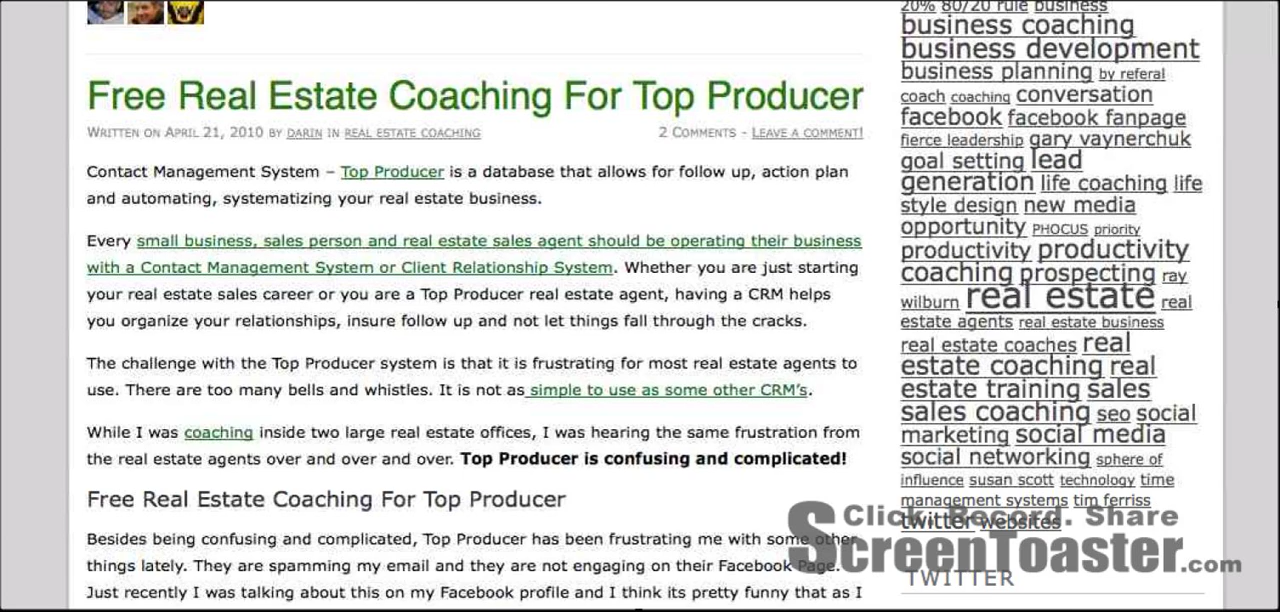 Free Real Estate Coaching For Top Producer
Written on April 21, 2010 by darin in real estate coaching
2 Comments - Leave a comment!
Contact Management System – Top Producer is a database that allows for follow up, action plan
and automating, systematizing your real estate business.
Every small business, sales person and real estate sales agent should be operating their business
with a Contact Management System or Client Relationship System. Whether you are just starting
your real estate sales career or you are a Top Producer real estate agent, having a CRM helps
you organize your relationships, insure follow up and not let things fall through the cracks.
The challenge with the Top Producer system is that it is frustrating for most real estate agents to
use. There are too many bells and whistles. It is not as simple to use as some other CRM's.
While I was coaching inside two large real estate offices, I was hearing the same frustration from
the real estate agents over and over and over. Top Producer is confusing and complicated!
Free Real Estate Coaching For Top Producer
Besides being confusing and complicated, Top Producer has been frustrating me with some other
things lately. They are spamming my email and they are not engaging on their Facebook Page.
Just recently I was talking about this on my Facebook profile and I think its pretty funny that as I
20% 80/20 rule business
business coaching
business development
business planning by referal
coach coaching conversation
facebook facebook fanpage
fierce leadership gary vaynerchuk
goal setting lead
generation life coaching life
style design new media
opportunity PHOCUS priority
productivity productivity
coaching prospecting ray
wilburn real estate real
estate agents real estate business
real estate coaches real
estate coaching real
estate training sales
sales coaching seo social
marketing social media
social networking sphere of
influence susan scott technology time
management systems tim ferriss
twitter websites
TWITTER
Click. Record. Share
ScreenToaster.com